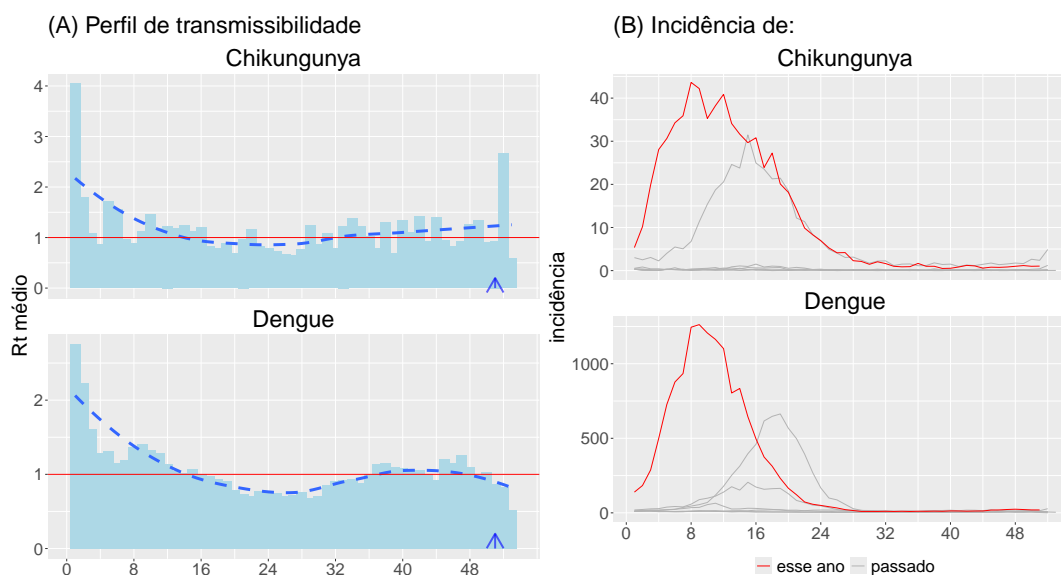 (A) Perfil de transmissibilidade
Chikungunya
4
3
2
1
0
Dengue
2
1
0
Rt médio
0 8 16 24 32 40 48
(B) Incidência de:
Chikungunya
40
30
20
10
0
Dengue
1000
500
0
incidência
0 8 16 24 32 40 48
esse ano passado